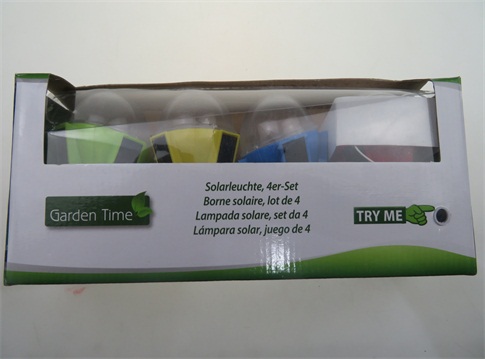 Solarleuchte, 4er-Set
Borne solaire, lot de 4
Lampada solare, set da 4
Lámpara solar, juego de 4
Garden Time
TRY ME